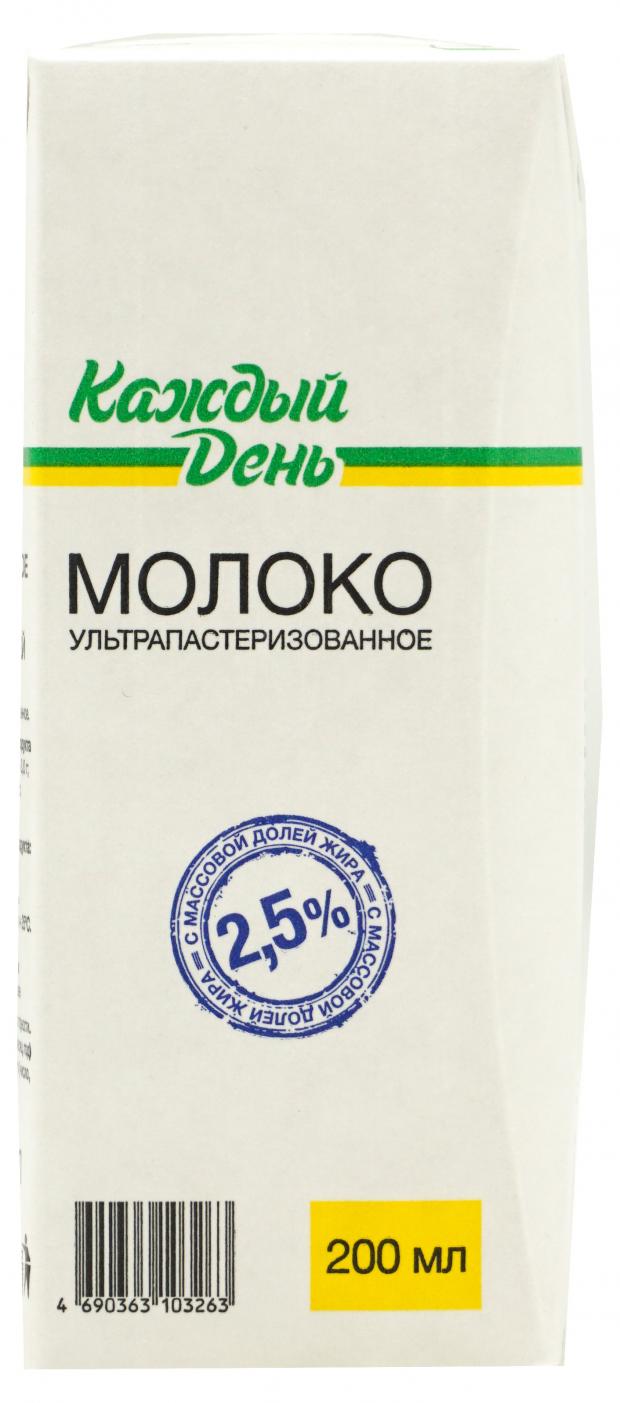 Каждый
День
МОЛОКО
УЛЬТРАПАСТЕРИЗОВАННОЕ
С МАССОВОЙ ДОЛЕЙ ЖИРА = С МАССОВОЙ ДОЛЕЙ ЖИРА =
2,5%
200 мл
4 690363 103263